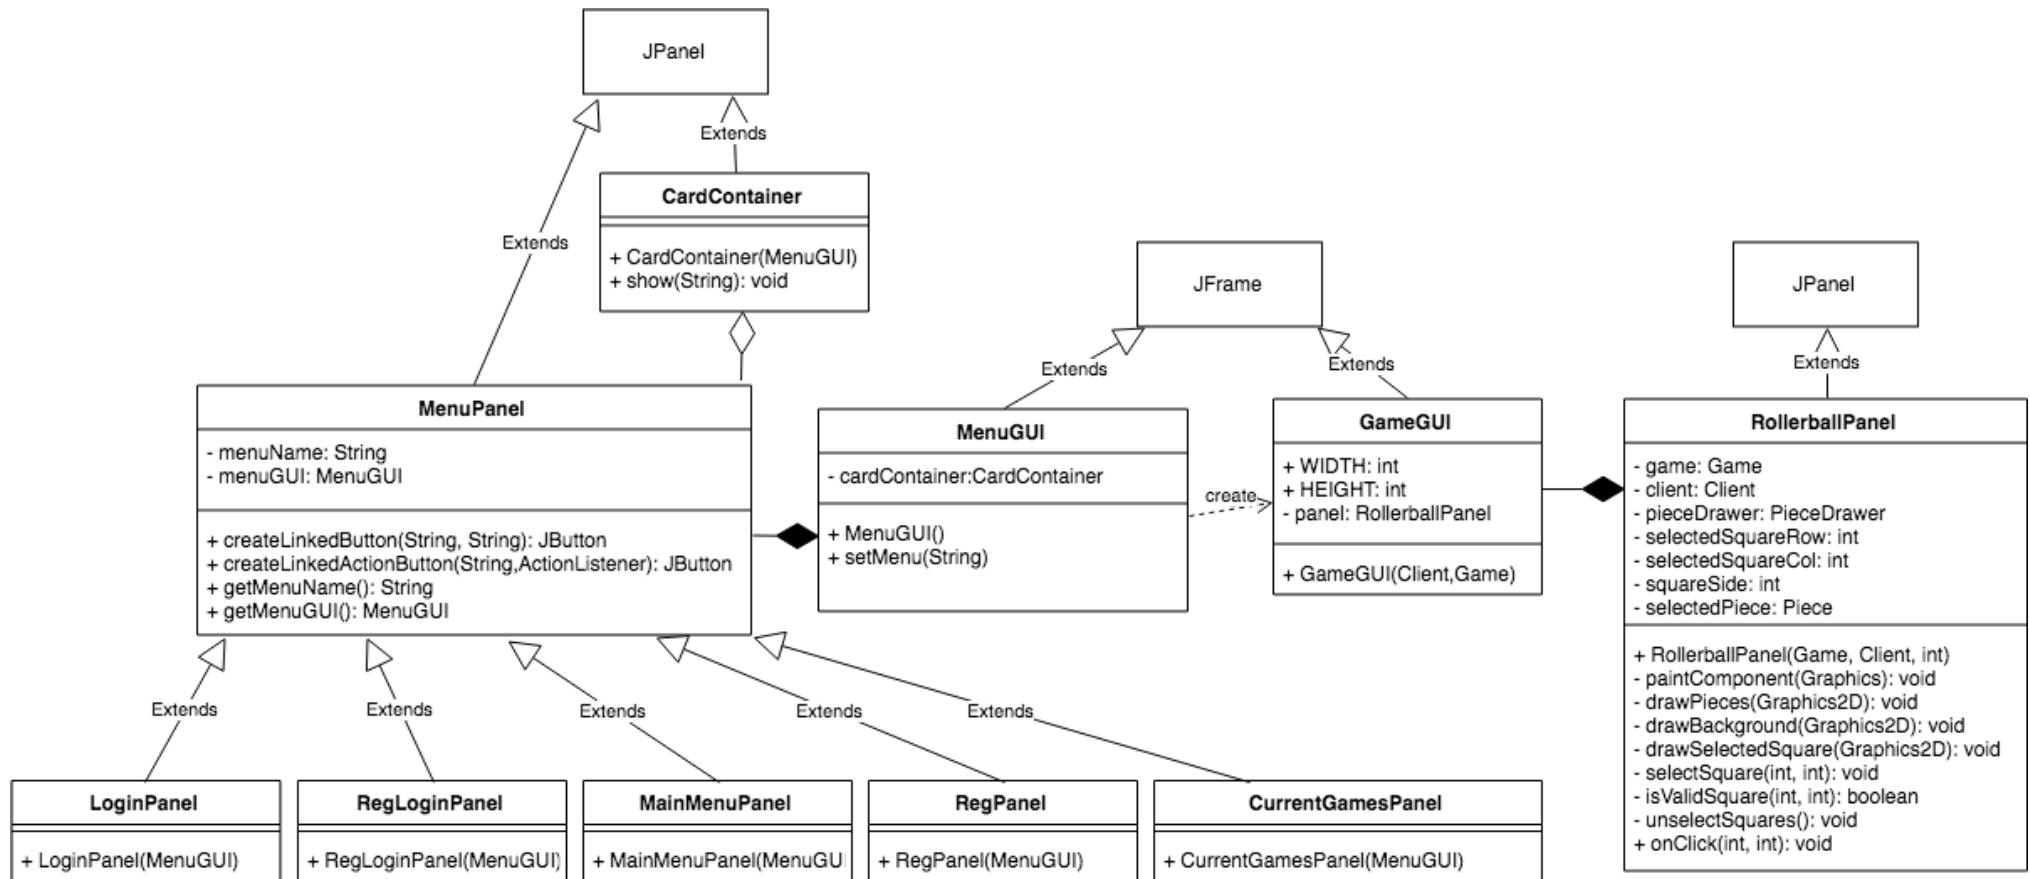 JPanel
Extends
CardContainer
+ CardContainer(MenuGUI)
+ show(String): void
Extends
JFrame
JPanel
Extends
Extends
Extends
MenuPanel
- menuName: String
- menuGUI: MenuGUI
+ createLinkedButton(String, String): JButton
+ createLinkedActionButton(String,ActionListener): JButton
+ getMenuName(): String
+ getMenuGUI(): MenuGUI
MenuGUI
- cardContainer:CardContainer
+ MenuGUI()
+ setMenu(String)
create
GameGUI
+ WIDTH: int
+ HEIGHT: int
- panel: RollerballPanel
+ GameGUI(Client,Game)
RollerballPanel
- game: Game
- client: Client
- pieceDrawer: PieceDrawer
- selectedSquareRow: int
- selectedSquareCol: int
- squareSide: int
- selectedPiece: Piece
+ RollerballPanel(Game, Client, int)
- paintComponent(Graphics): void
- drawPieces(Graphics2D): void
- drawBackground(Graphics2D): void
- drawSelectedSquare(Graphics2D): void
- selectSquare(int, int): void
- isValidSquare(int, int): boolean
- unselectSquares(): void
+ onClick(int, int): void
Extends
Extends
Extends
Extends
Extends
LoginPanel
+ LoginPanel(MenuGUI)
RegLoginPanel
+ RegLoginPanel(MenuGUI)
MainMenuPanel
+ MainMenuPanel(MenuGU
RegPanel
+ RegPanel(MenuGUI)
CurrentGamesPanel
+ CurrentGamesPanel(MenuGUI)